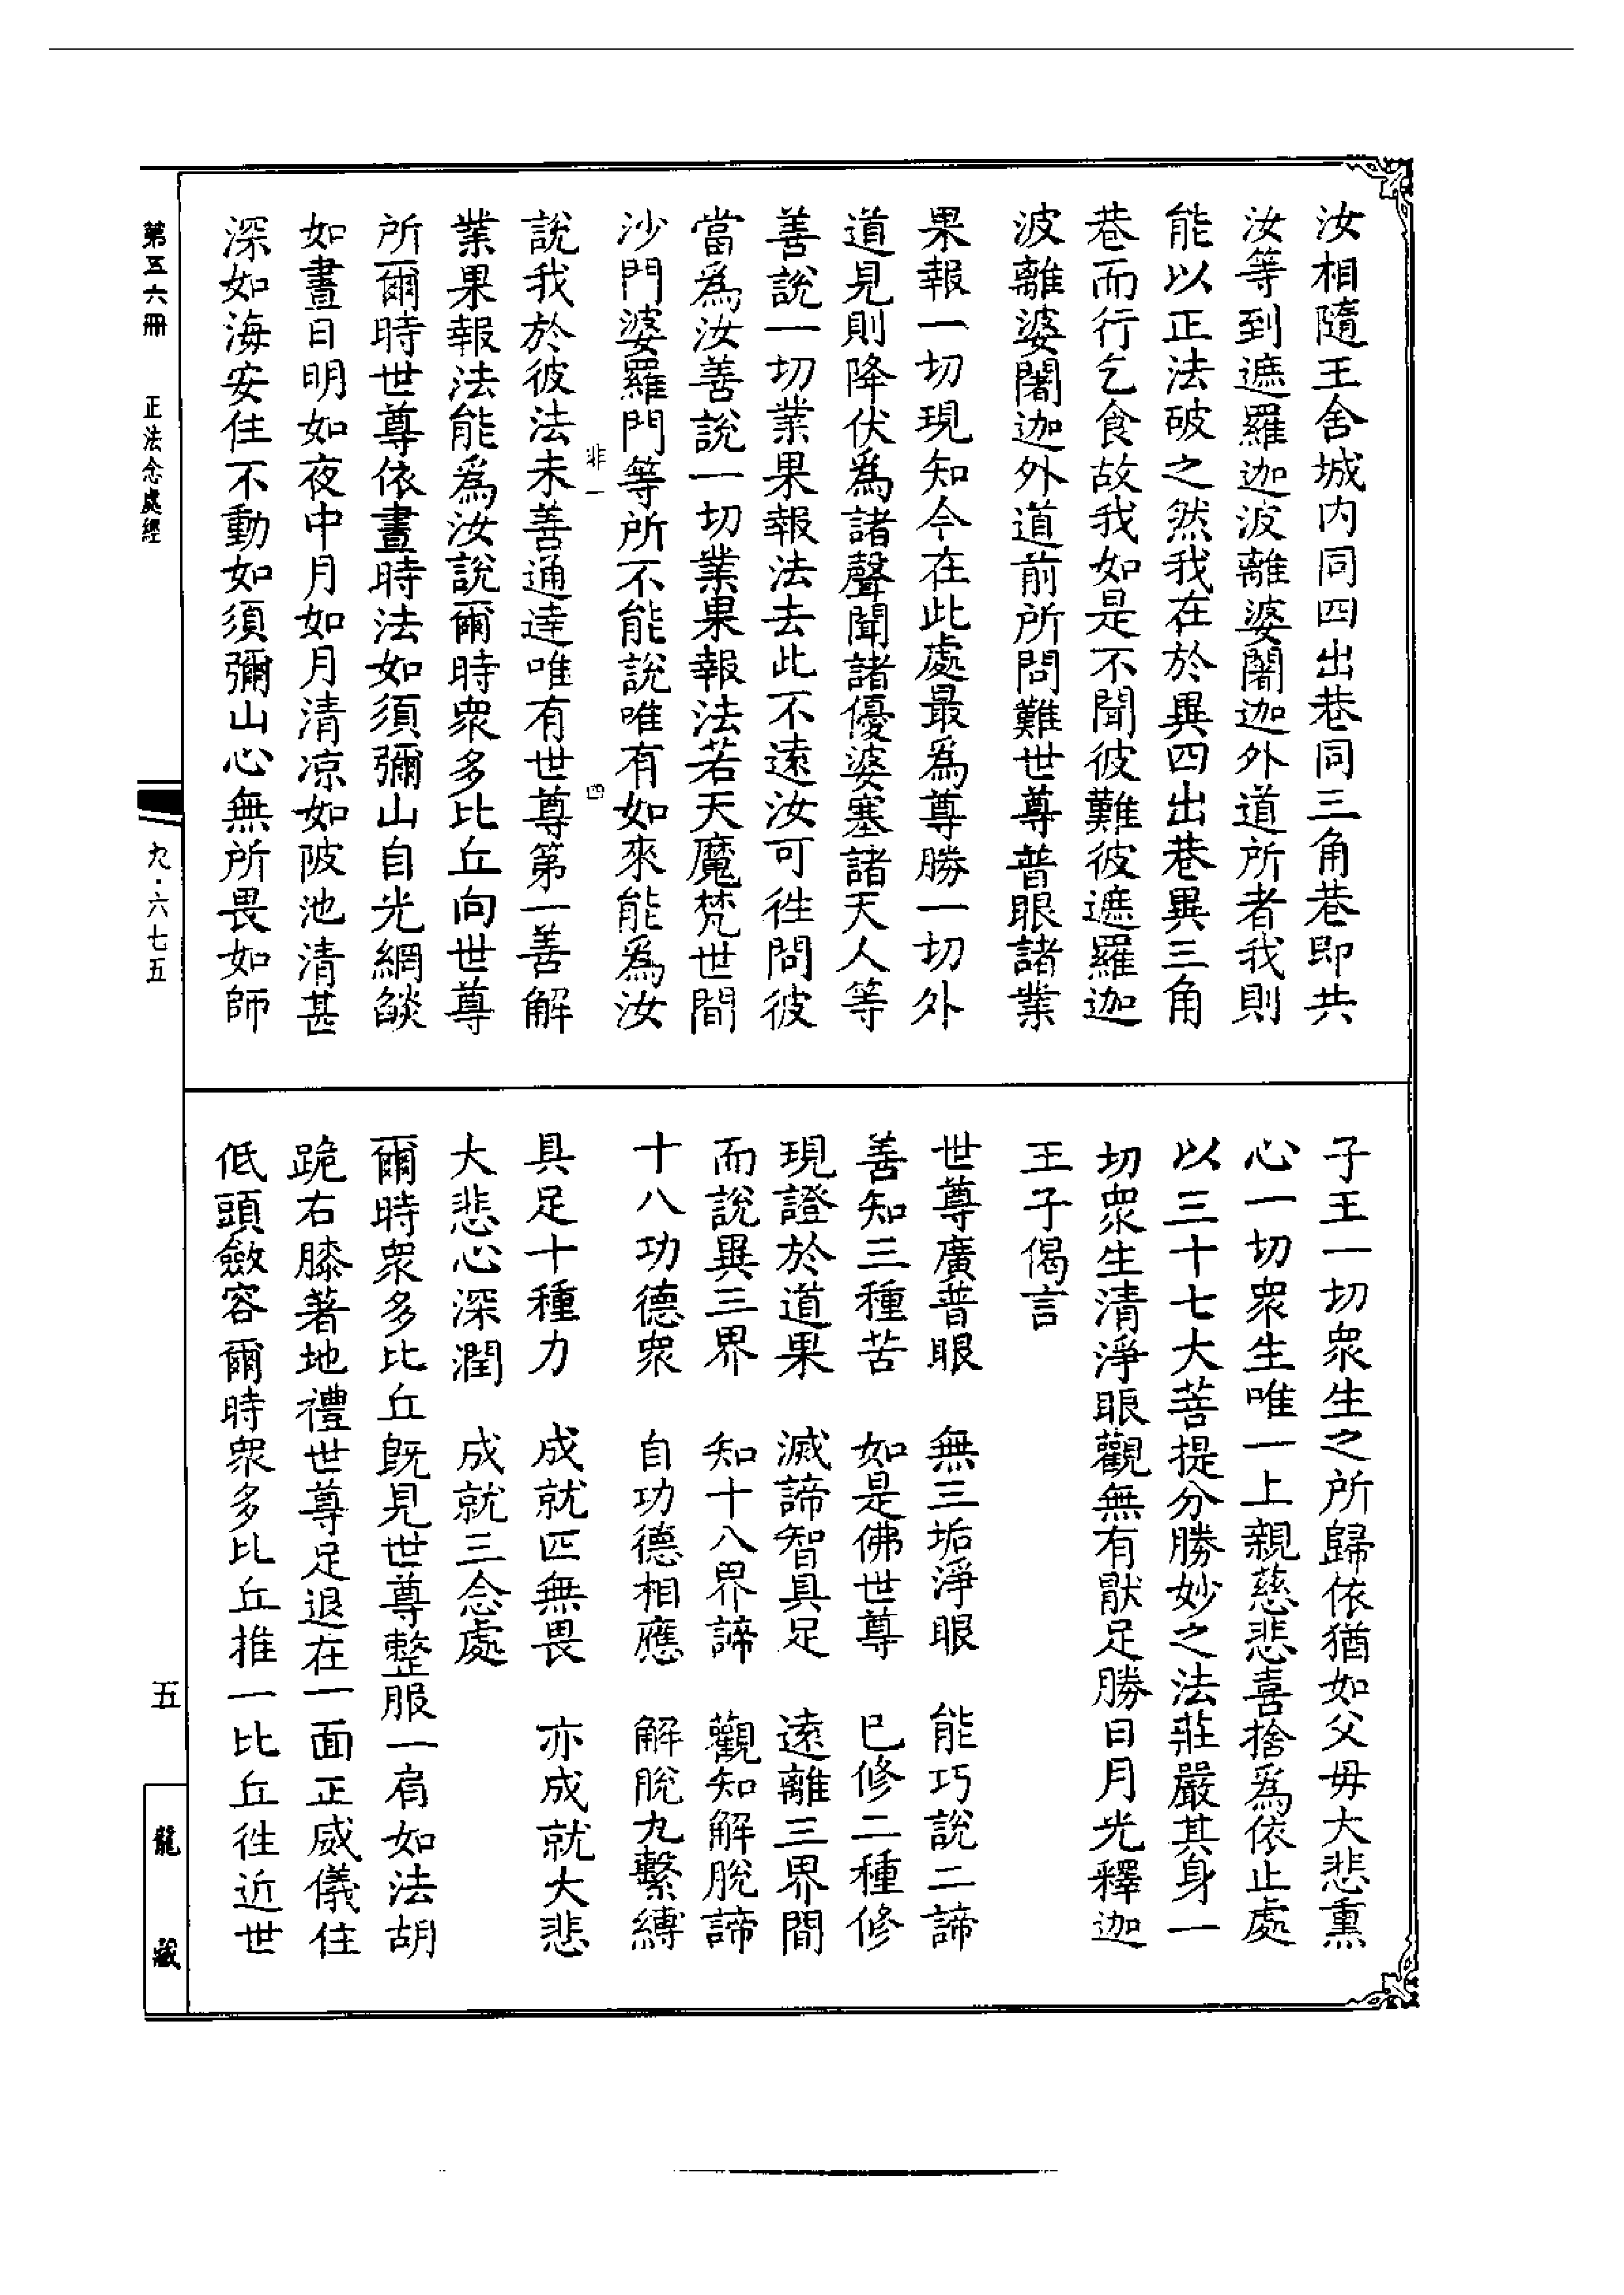 汝相隨王舍城內同四出巷同三角巷即共
汝等到遮羅迦波離婆闍迦外道所者我則
能以正法破之然我在於異四出巷異三角
巷而行乞食故我如是不聞彼難彼遮羅迦
波離婆闍迦外道前所問難世尊普眼諸業
果報一切現知今在此處最為尊勝一切外
道見則降伏為諸聲聞諸優婆塞諸天人等
善說一切業果報法去此不遠汝可往問彼
當為汝善說一切業果報法若天魔梵世間
沙門婆羅門等所不能說唯有如來能為汝
非一 四
說我於彼法未善通達唯有世尊第一善解
業果報法能為汝說爾時眾多比丘向世尊
所爾時世尊依晝時法如須彌山自光網燄
如晝日明如夜中月如月清涼如陂池清甚
深如海安住不動如須彌山心無所畏如師
子王一切眾生之所歸依猶如父母大悲熏
心一切眾生唯一上親慈悲喜捨為依止處
以三十七大菩提分勝妙之法莊嚴其身一
切眾生清淨眼觀無有猒足勝日月光釋迦
王子偈言
世尊廣普眼　無三垢淨眼　能巧說二諦
善知三種苦　如是佛世尊　已修二種修
現證於道果　滅諦智具足　遠離三界間
而說異三界　知十八界諦　觀知解脫諦
十八功德眾　自功德相應　解脫九繫縛
具足十種力　成就四無畏　亦成就大悲
大悲心深潤　成就三念處
爾時眾多比丘既見世尊整服一肩如法胡
跪右膝著地禮世尊足退在一面正威儀住
低頭斂容爾時眾多比丘推一比丘往近世
第五六冊　正法念處經
九·六七五
五
龍藏